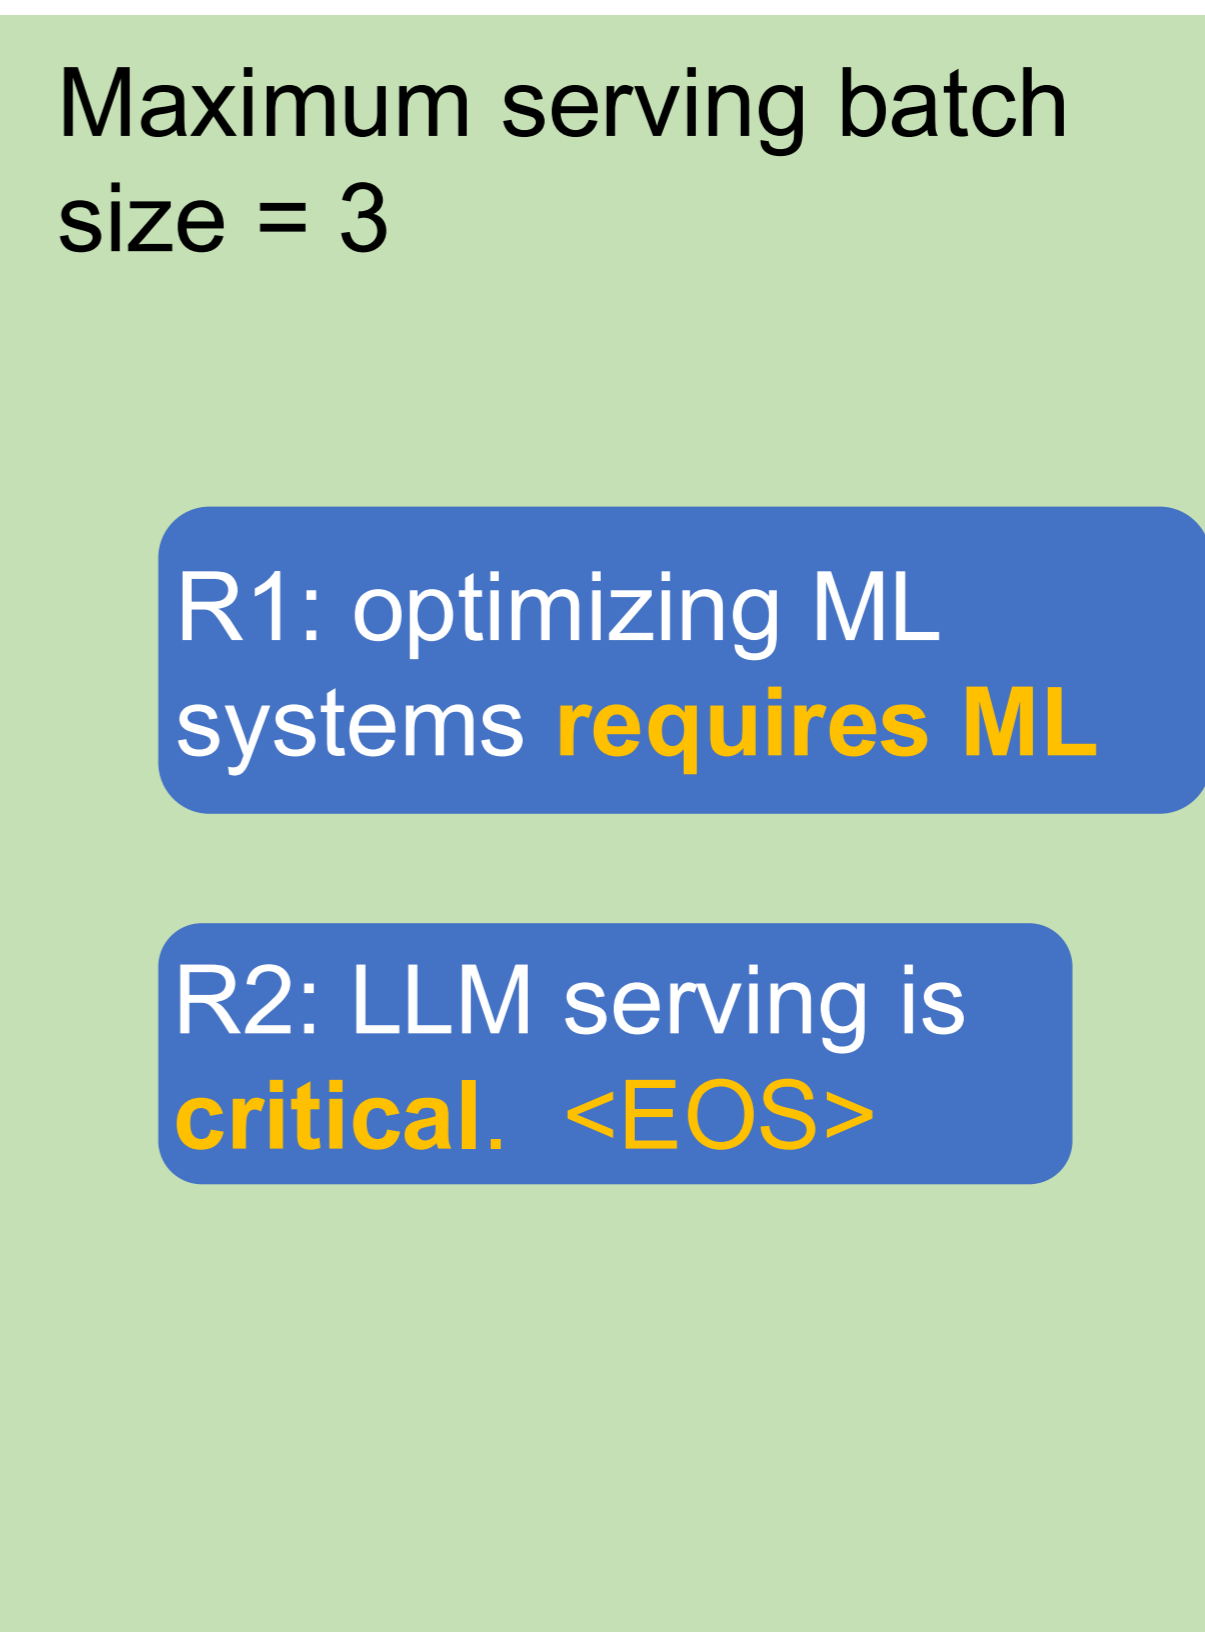 Maximum serving batch
size = 3
R1: optimizing ML
systems requires ML
R2: LLM serving is
critical. <EOS>